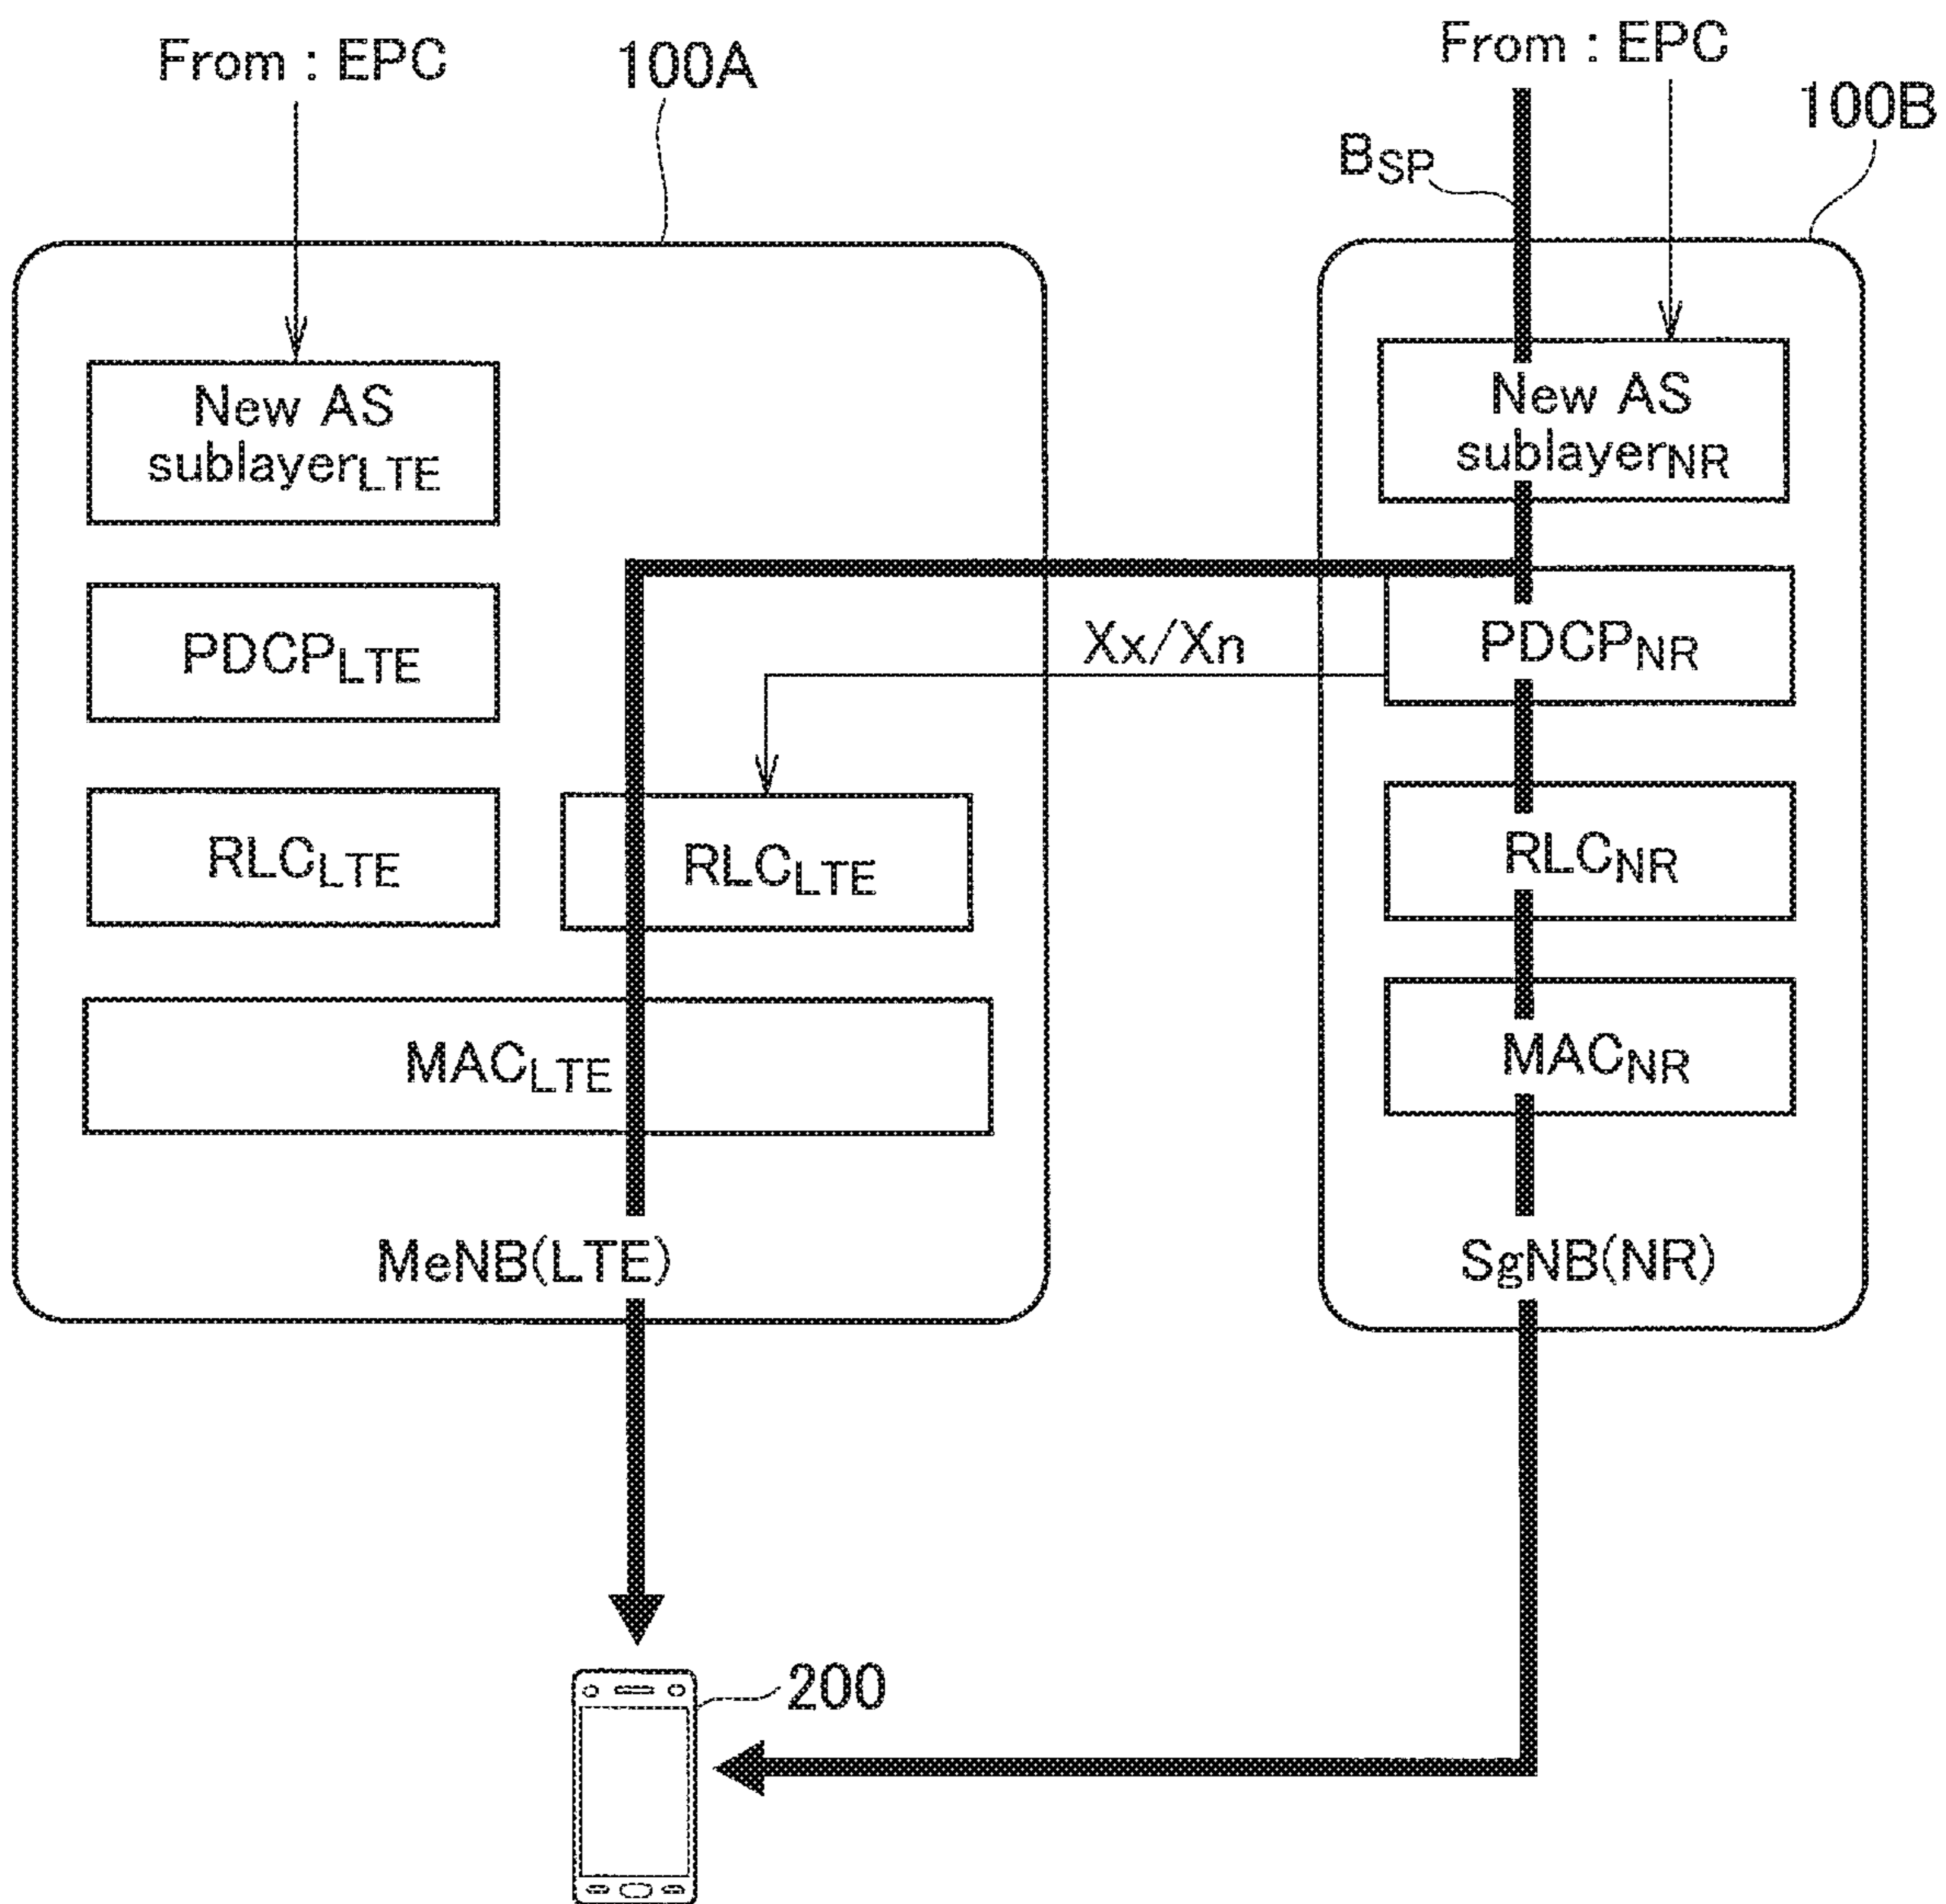 From : EPC
100A
From : EPC
100B
BSP
New AS
sublayerLTE
New AS
sublayerNR
PDCPLTE
Xx/Xn
PDCPNR
RLCLTE
RLCLTE
RLCNR
MACLTE
MACNR
MeNB(LTE)
SgNB(NR)
200